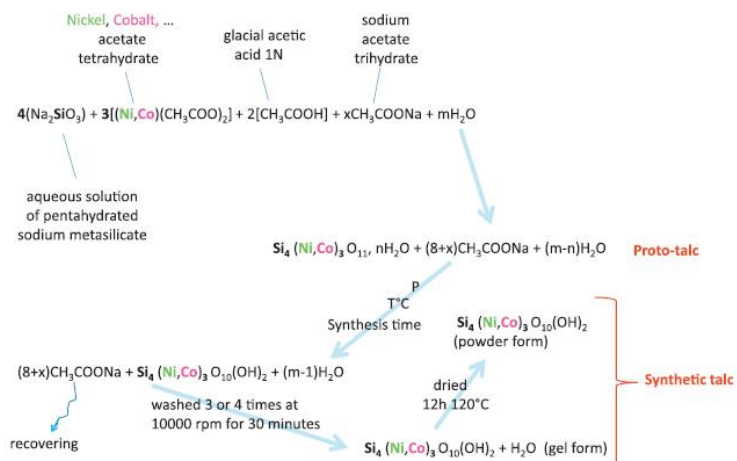 Nickel, Cobalt, ...
acetate
tetrahydrate
glacial acetic
acid 1N
sodium
acetate
trihydrate
4(Na₂SiO₃) + 3[(Ni,Co)(CH₃COO)₂] + 2[CH₃COOH] + xCH₃COONa + mH₂O
aqueous solution
of pentahydrated
sodium metasilicate
Si₄ (Ni,Co)₃ O₁₁, nH₂O + (8+x)CH₃COONa + (m-n)H₂O
Proto-talc
P
T°C
Synthesis time
Si₄ (Ni,Co)₃ O₁₀(OH)₂
(powder form)
(8+x)CH₃COONa + Si₄ (Ni,Co)₃ O₁₀(OH)₂ + (m-1)H₂O
Synthetic talc
dried
12h 120°C
washed 3 or 4 times at
10000 rpm for 30 minutes
recovering
Si₄ (Ni,Co)₃ O₁₀(OH)₂ + H₂O (gel form)